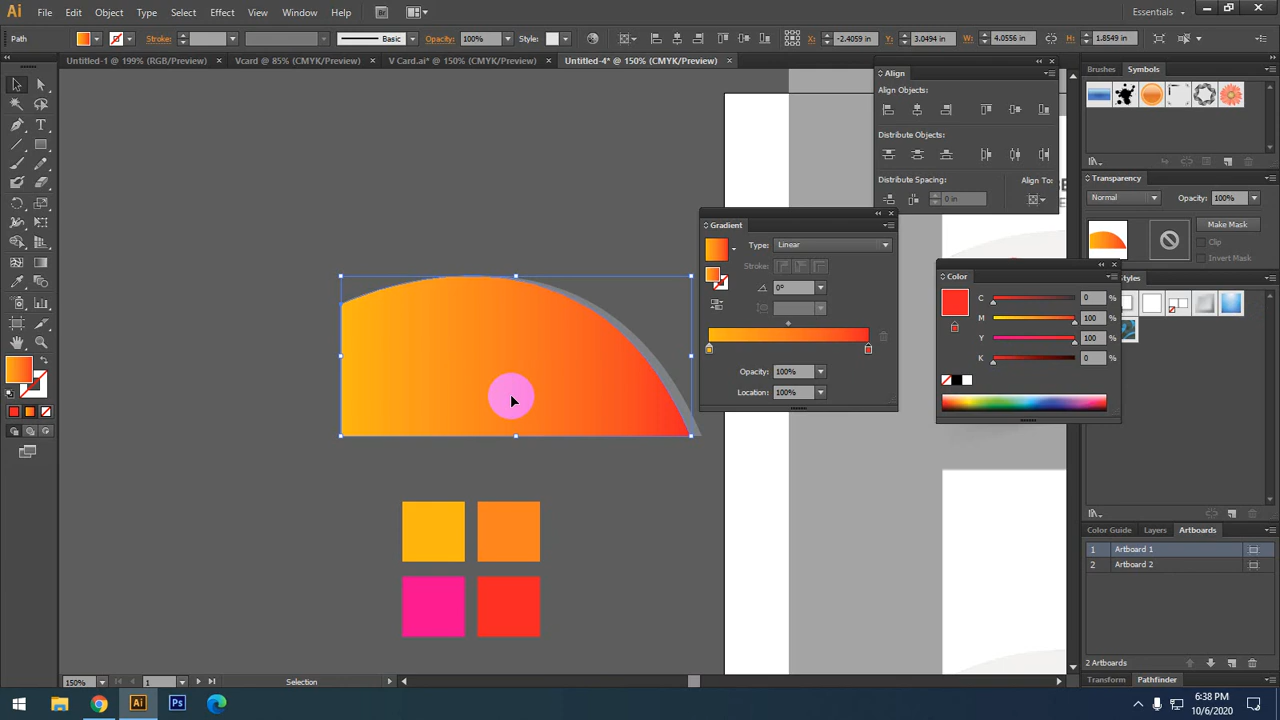 Ai File Edit Object Type Select Effect View Window Help Br Essentials
Path Stroke: Basic Opacity: 100% Style: X: -2.4059 in Y: 3.0494 in W: 4.0556 in H: 1.8549 in
Untitled-1 @ 199% (RGB/Preview) Vcard @ 85% (CMYK/Preview) V Card.ai* @ 150% (CMYK/Preview) Untitled-4* @ 150% (CMYK/Preview)
Align
Align Objects:
Distribute Objects:
Distribute Spacing: Align To:
0 in
Brushes Symbols
Transparency
Normal Opacity: 100%
Make Mask
Clip
Invert Mask
Styles
Gradient
Type: Linear
Stroke:
0°
Opacity: 100%
Location: 100%
Color
C 0 %
M 100 %
Y 100 %
K 0 %
Color Guide Layers Artboards
1 Artboard 1
2 Artboard 2
2 Artboards
Transform Pathfinder
150% 1 Selection
Ai Ps
6:38 PM
10/6/2020